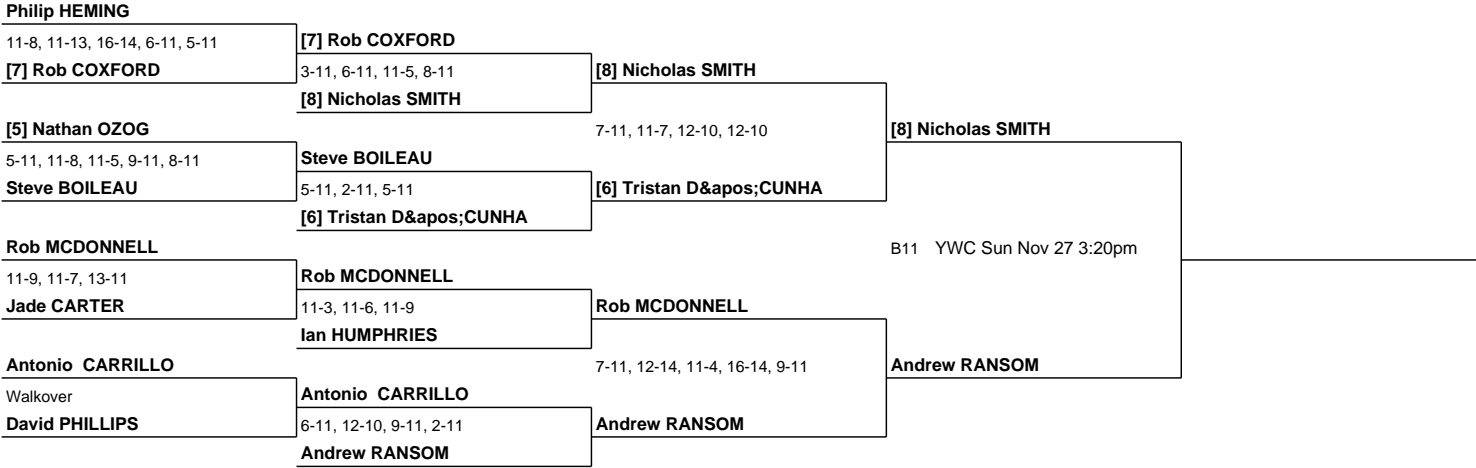 Philip HEMING
11-8, 11-13, 16-14, 6-11, 5-11
[7] Rob COXFORD
[7] Rob COXFORD
3-11, 6-11, 11-5, 8-11
[8] Nicholas SMITH
[8] Nicholas SMITH
[5] Nathan OZOG
5-11, 11-8, 11-5, 9-11, 8-11
Steve BOILEAU
Steve BOILEAU
5-11, 2-11, 5-11
[6] Tristan D&apos;CUNHA
7-11, 11-7, 12-10, 12-10
[6] Tristan D&apos;CUNHA
[8] Nicholas SMITH
Rob MCDONNELL
11-9, 11-7, 13-11
Jade CARTER
Rob MCDONNELL
11-3, 11-6, 11-9
Ian HUMPHRIES
Rob MCDONNELL
Antonio  CARRILLO
Walkover
David PHILLIPS
Antonio  CARRILLO
6-11, 12-10, 9-11, 2-11
Andrew RANSOM
7-11, 12-14, 11-4, 16-14, 9-11
Andrew RANSOM
B11 YWC Sun Nov 27 3:20pm
Andrew RANSOM